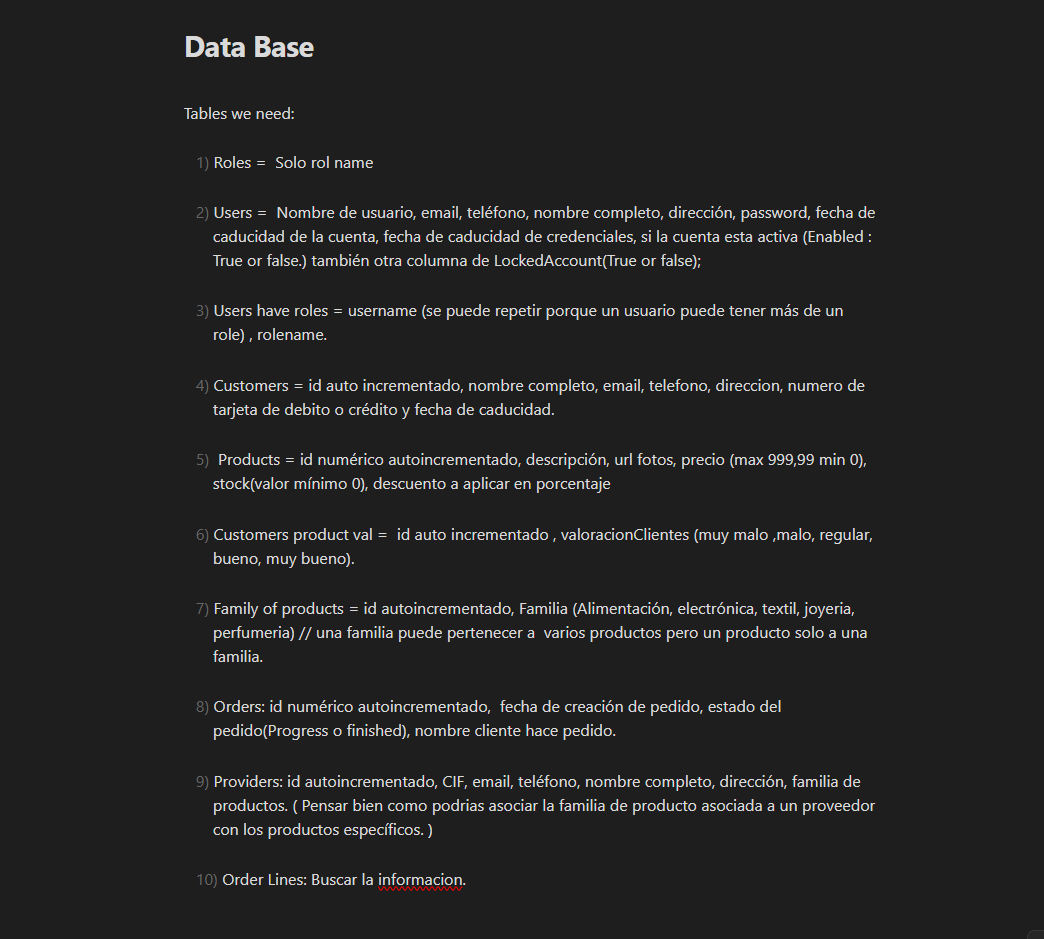 Data Base
Tables we need:
1) Roles =  Solo rol name
2) Users =  Nombre de usuario, email, teléfono, nombre completo, dirección, password, fecha de
caducidad de la cuenta, fecha de caducidad de credenciales, si la cuenta esta activa (Enabled :
True or false.) también otra columna de LockedAccount(True or false);
3) Users have roles = username (se puede repetir porque un usuario puede tener más de un
role) , rolename.
4) Customers = id auto incrementado, nombre completo, email, telefono, direccion, numero de
tarjeta de debito o crédito y fecha de caducidad.
5)  Products = id numérico autoincrementado, descripción, url fotos, precio (max 999,99 min 0),
stock(valor mínimo 0), descuento a aplicar en porcentaje
6) Customers product val =  id auto incrementado , valoracionClientes (muy malo ,malo, regular,
bueno, muy bueno).
7) Family of products = id autoincrementado, Familia (Alimentación, electrónica, textil, joyeria,
perfumeria) // una familia puede pertenecer a  varios productos pero un producto solo a una
familia.
8) Orders: id numérico autoincrementado,  fecha de creación de pedido, estado del
pedido(Progress o finished), nombre cliente hace pedido.
9) Providers: id autoincrementado, CIF, email, teléfono, nombre completo, dirección, familia de
productos. ( Pensar bien como podrias asociar la familia de producto asociada a un proveedor
con los productos específicos. )
10) Order Lines: Buscar la informacion.